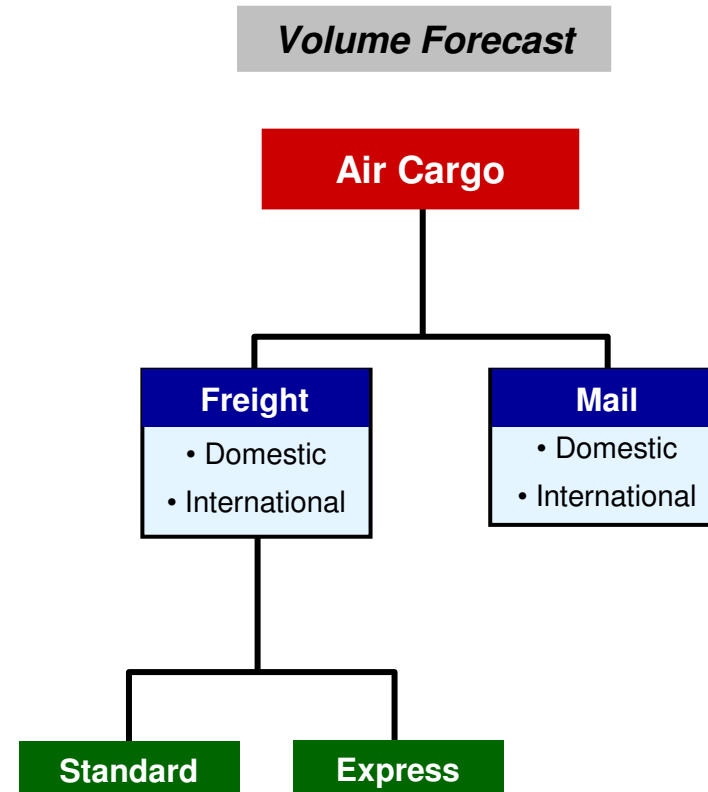 Volume Forecast
Air Cargo
Freight
• Domestic
• International
Mail
• Domestic
• International
Standard
Express